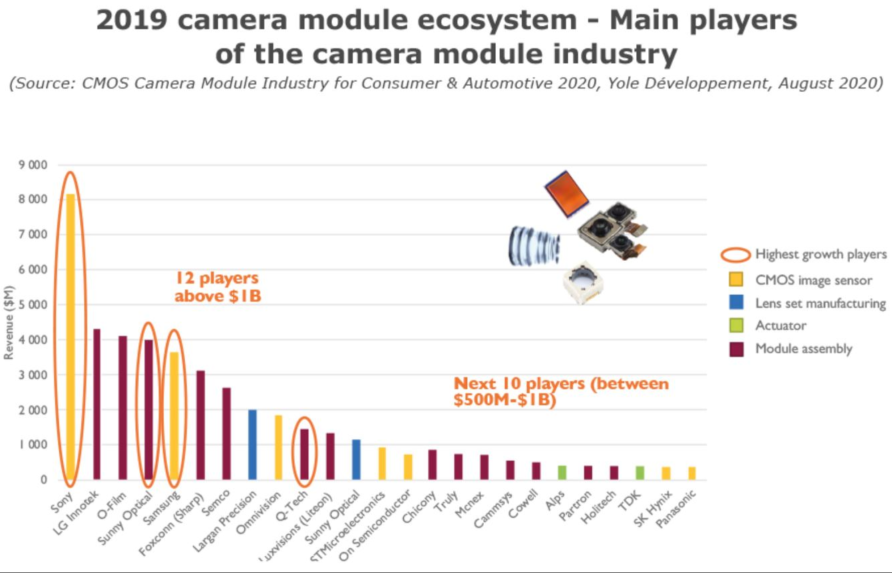 2019 camera module ecosystem - Main players
of the camera module industry
(Source: CMOS Camera Module Industry for Consumer & Automotive 2020, Yole Développement, August 2020)
9 000
8 000
7 000
6 000
5 000
4 000
3 000
2 000
1 000
0
Revenue ($M)
12 players
above $1B
Next 10 players (between
$500M-$1B)
Highest growth players
CMOS image sensor
Lens set manufacturing
Actuator
Module assembly
Sony
LG Innotek
O-Film
Sunny Optical
Samsung
Foxconn (Sharp)
Semco
Largan Precision
Omnivision
Q-Tech
Luxvisions (Liteon)
Sunny Optical
STMicroelectronics
On Semiconductor
Chicony
Truly
Mcnex
Cammsys
Cowell
Alps
Partron
Holitech
TDK
SK Hynix
Panasonic